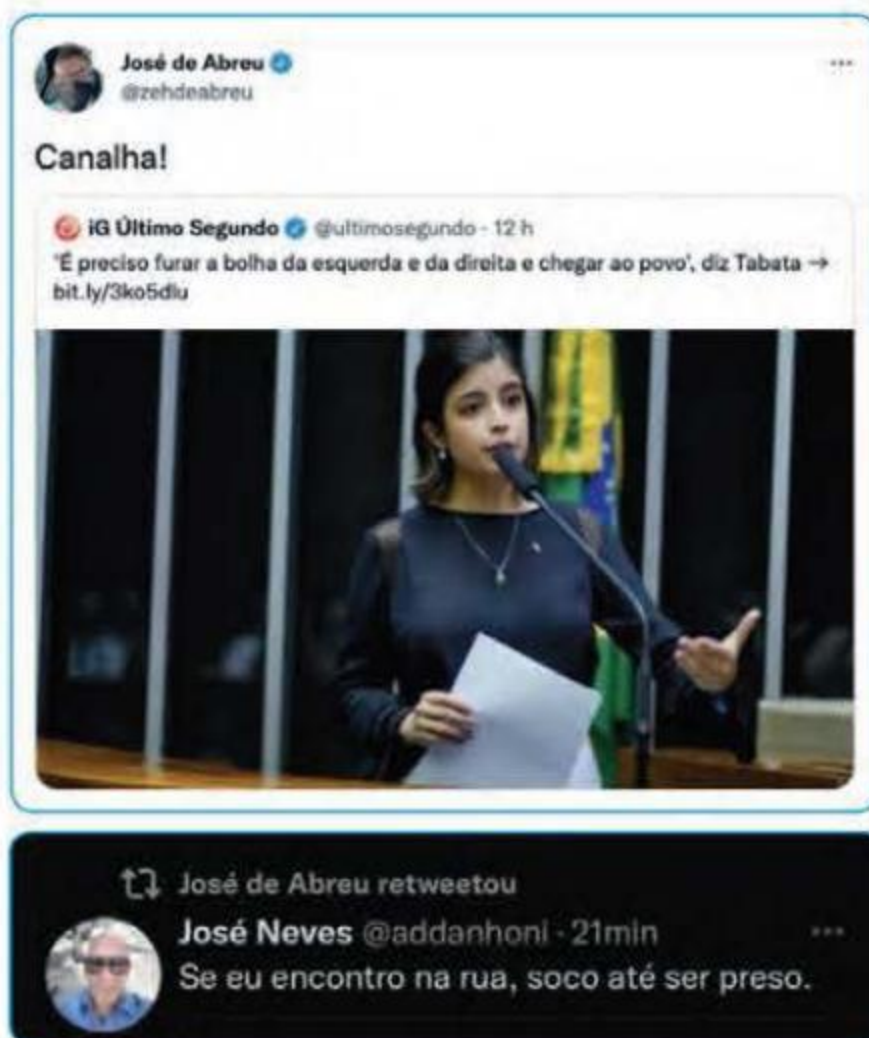 José de Abreu
@zehdeabreu
Canalha!
iG Último Segundo @ultimosegundo - 12 h
'É preciso furar a bolha da esquerda e da direita e chegar ao povo', diz Tabata →
bit.ly/3ko5dlu
José de Abreu retweetou
José Neves @addanhoni · 21min
Se eu encontro na rua, soco até ser preso.